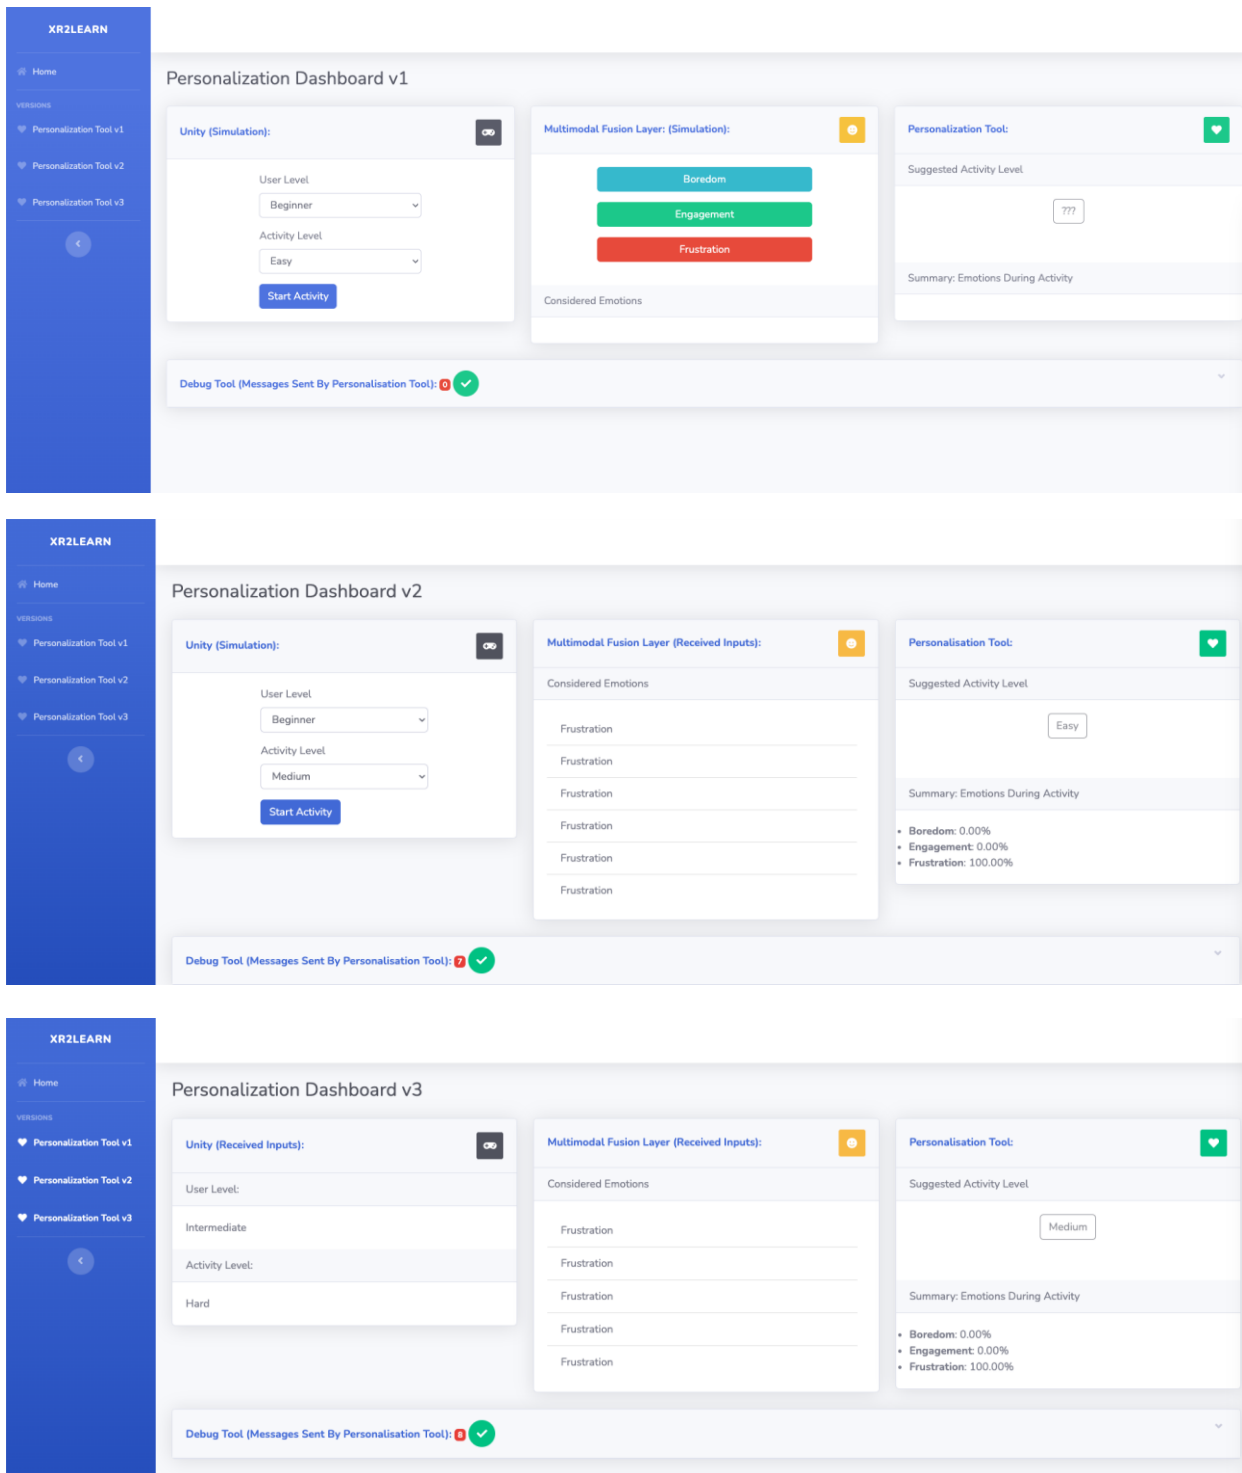 XR2LEARN
Home
VERSIONS
Personalization Tool v1
Personalization Tool v2
Personalization Tool v3
Personalization Dashboard v1
Unity (Simulation):
User Level
Beginner
Activity Level
Easy
Start Activity
Multimodal Fusion Layer: (Simulation):
Boredom
Engagement
Frustration
Considered Emotions
Personalization Tool:
Suggested Activity Level
???
Summary: Emotions During Activity
Debug Tool (Messages Sent By Personalisation Tool): 0
XR2LEARN
Home
VERSIONS
Personalization Tool v1
Personalization Tool v2
Personalization Tool v3
Personalization Dashboard v2
Unity (Simulation):
User Level
Beginner
Activity Level
Medium
Start Activity
Multimodal Fusion Layer (Received Inputs):
Considered Emotions
Frustration
Frustration
Frustration
Frustration
Frustration
Frustration
Personalisation Tool:
Suggested Activity Level
Easy
Summary: Emotions During Activity
Boredom: 0.00%
Engagement: 0.00%
Frustration: 100.00%
Debug Tool (Messages Sent By Personalisation Tool): 7
XR2LEARN
Home
VERSIONS
Personalization Tool v1
Personalization Tool v2
Personalization Tool v3
Personalization Dashboard v3
Unity (Received Inputs):
User Level:
Intermediate
Activity Level:
Hard
Multimodal Fusion Layer (Received Inputs):
Considered Emotions
Frustration
Frustration
Frustration
Frustration
Frustration
Personalisation Tool:
Suggested Activity Level
Medium
Summary: Emotions During Activity
Boredom: 0.00%
Engagement: 0.00%
Frustration: 100.00%
Debug Tool (Messages Sent By Personalisation Tool): 8